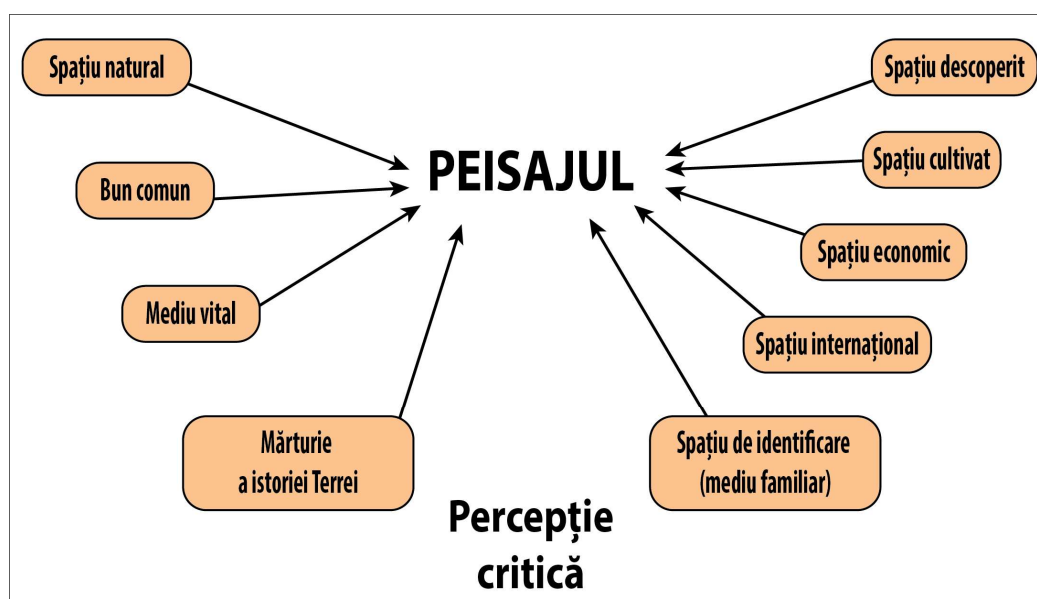 Spațiu natural
Spațiu descoperit
PEISAJUL
Spațiu cultivat
Bun comun
Spațiu economic
Mediu vital
Spațiu internațional
Mărturie
a istoriei Terrei
Spațiu de identificare
(mediu familiar)
Percepție
critică